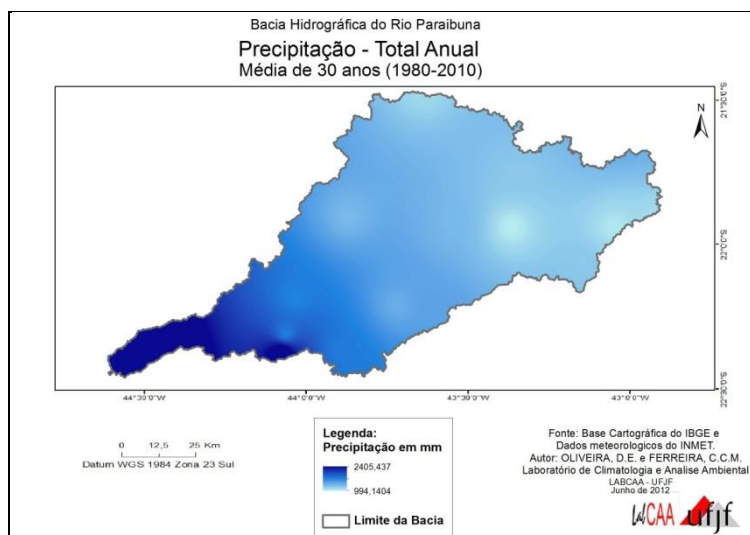 Bacia Hidrográfica do Rio Paraibuna
Precipitação - Total Anual
Média de 30 anos (1980-2010)
21°30'0"S
N
22°0'0"S
22°30'0"S
44°30'0"W
44°0'0"W
43°30'0"W
43°0'0"W
0 12,5 25 Km
Datum WGS 1984 Zona 23 Sul
Legenda:
Precipitação em mm
2405,437
994,1404
Limite da Bacia
Fonte: Base Cartográfica do IBGE e
Dados meteorologicos do INMET.
Autor: OLIVEIRA, D.E. e FERREIRA, C.C.M.
Laboratório de Climatologia e Analise Ambiental
LABCAA - UFJF
Junho de 2012
LabCAA ufjf